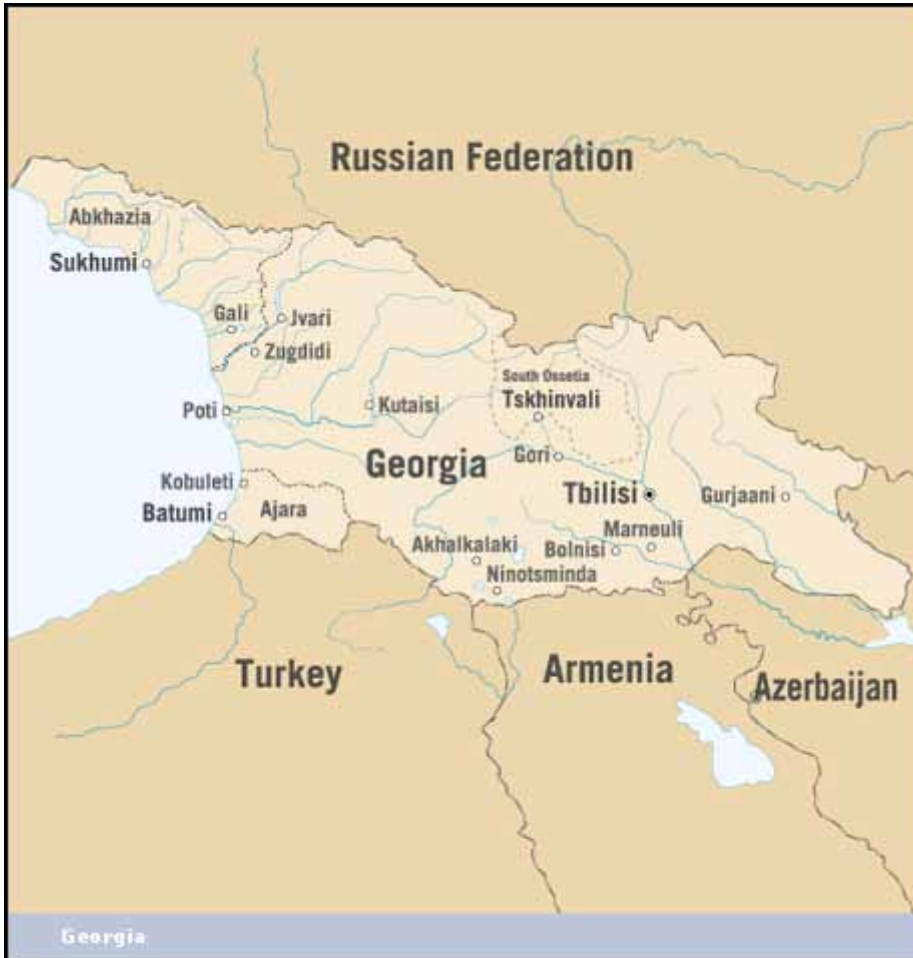 Russian Federation
Abkhazia
Sukhumi
Gali
Jvari
Zugdidi
South Ossetia
Tskhinvali
Poti
Kutaisi
Georgia
Gori
Kobuleti
Tbilisi
Gurjaani
Batumi
Ajara
Marneuli
Akhalkalaki
Bolnisi
Ninotsminda
Turkey
Armenia
Azerbaijan
Georgia